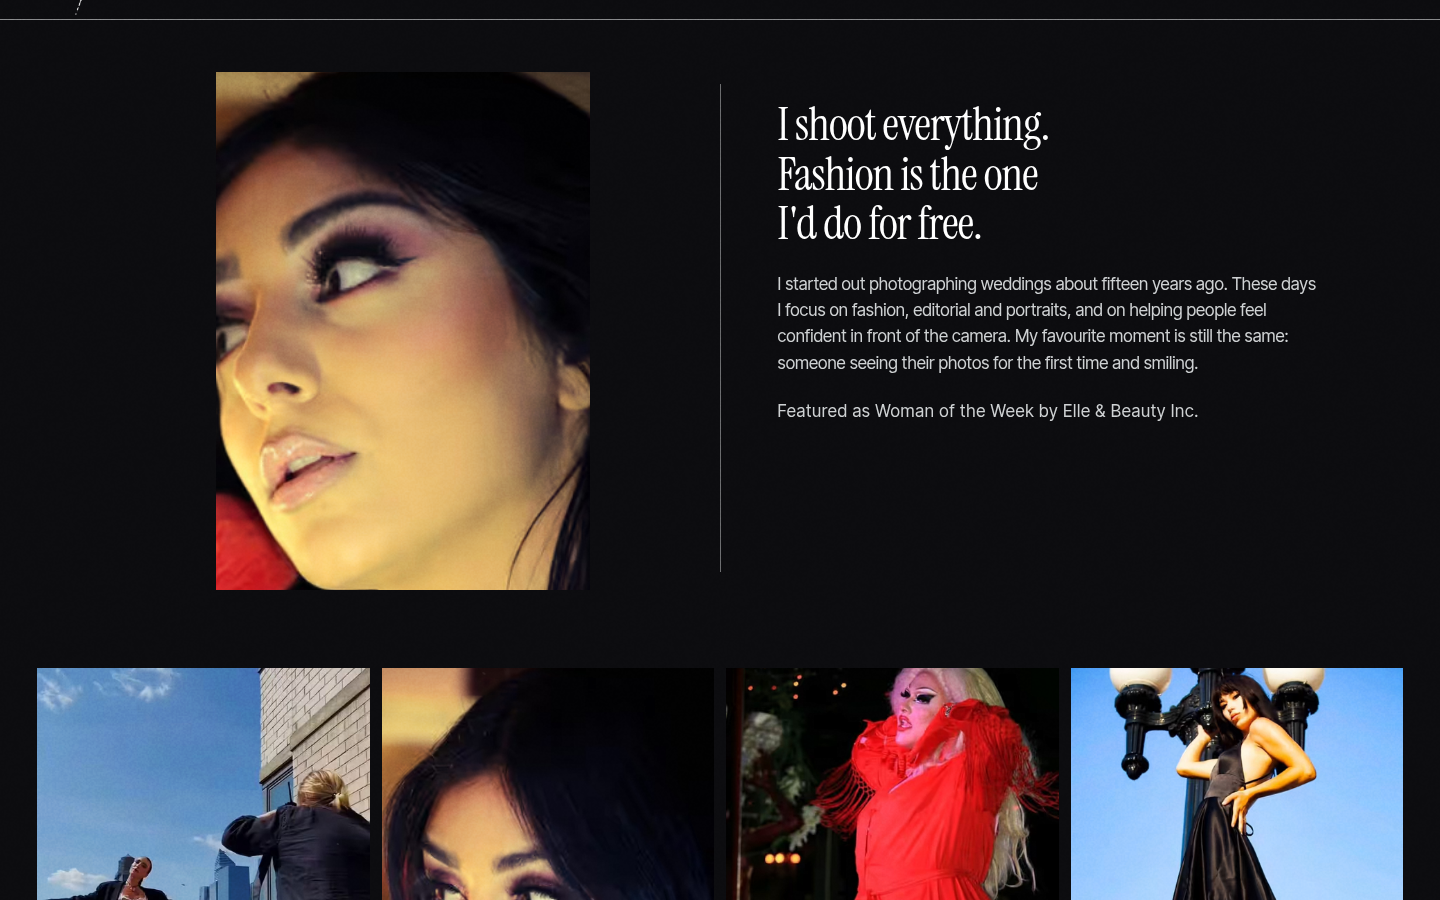 I shoot everything.
Fashion is the one
I'd do for free.
I started out photographing weddings about fifteen years ago. These days
I focus on fashion, editorial and portraits, and on helping people feel
confident in front of the camera. My favourite moment is still the same:
someone seeing their photos for the first time and smiling.
Featured as Woman of the Week by Elle & Beauty Inc.